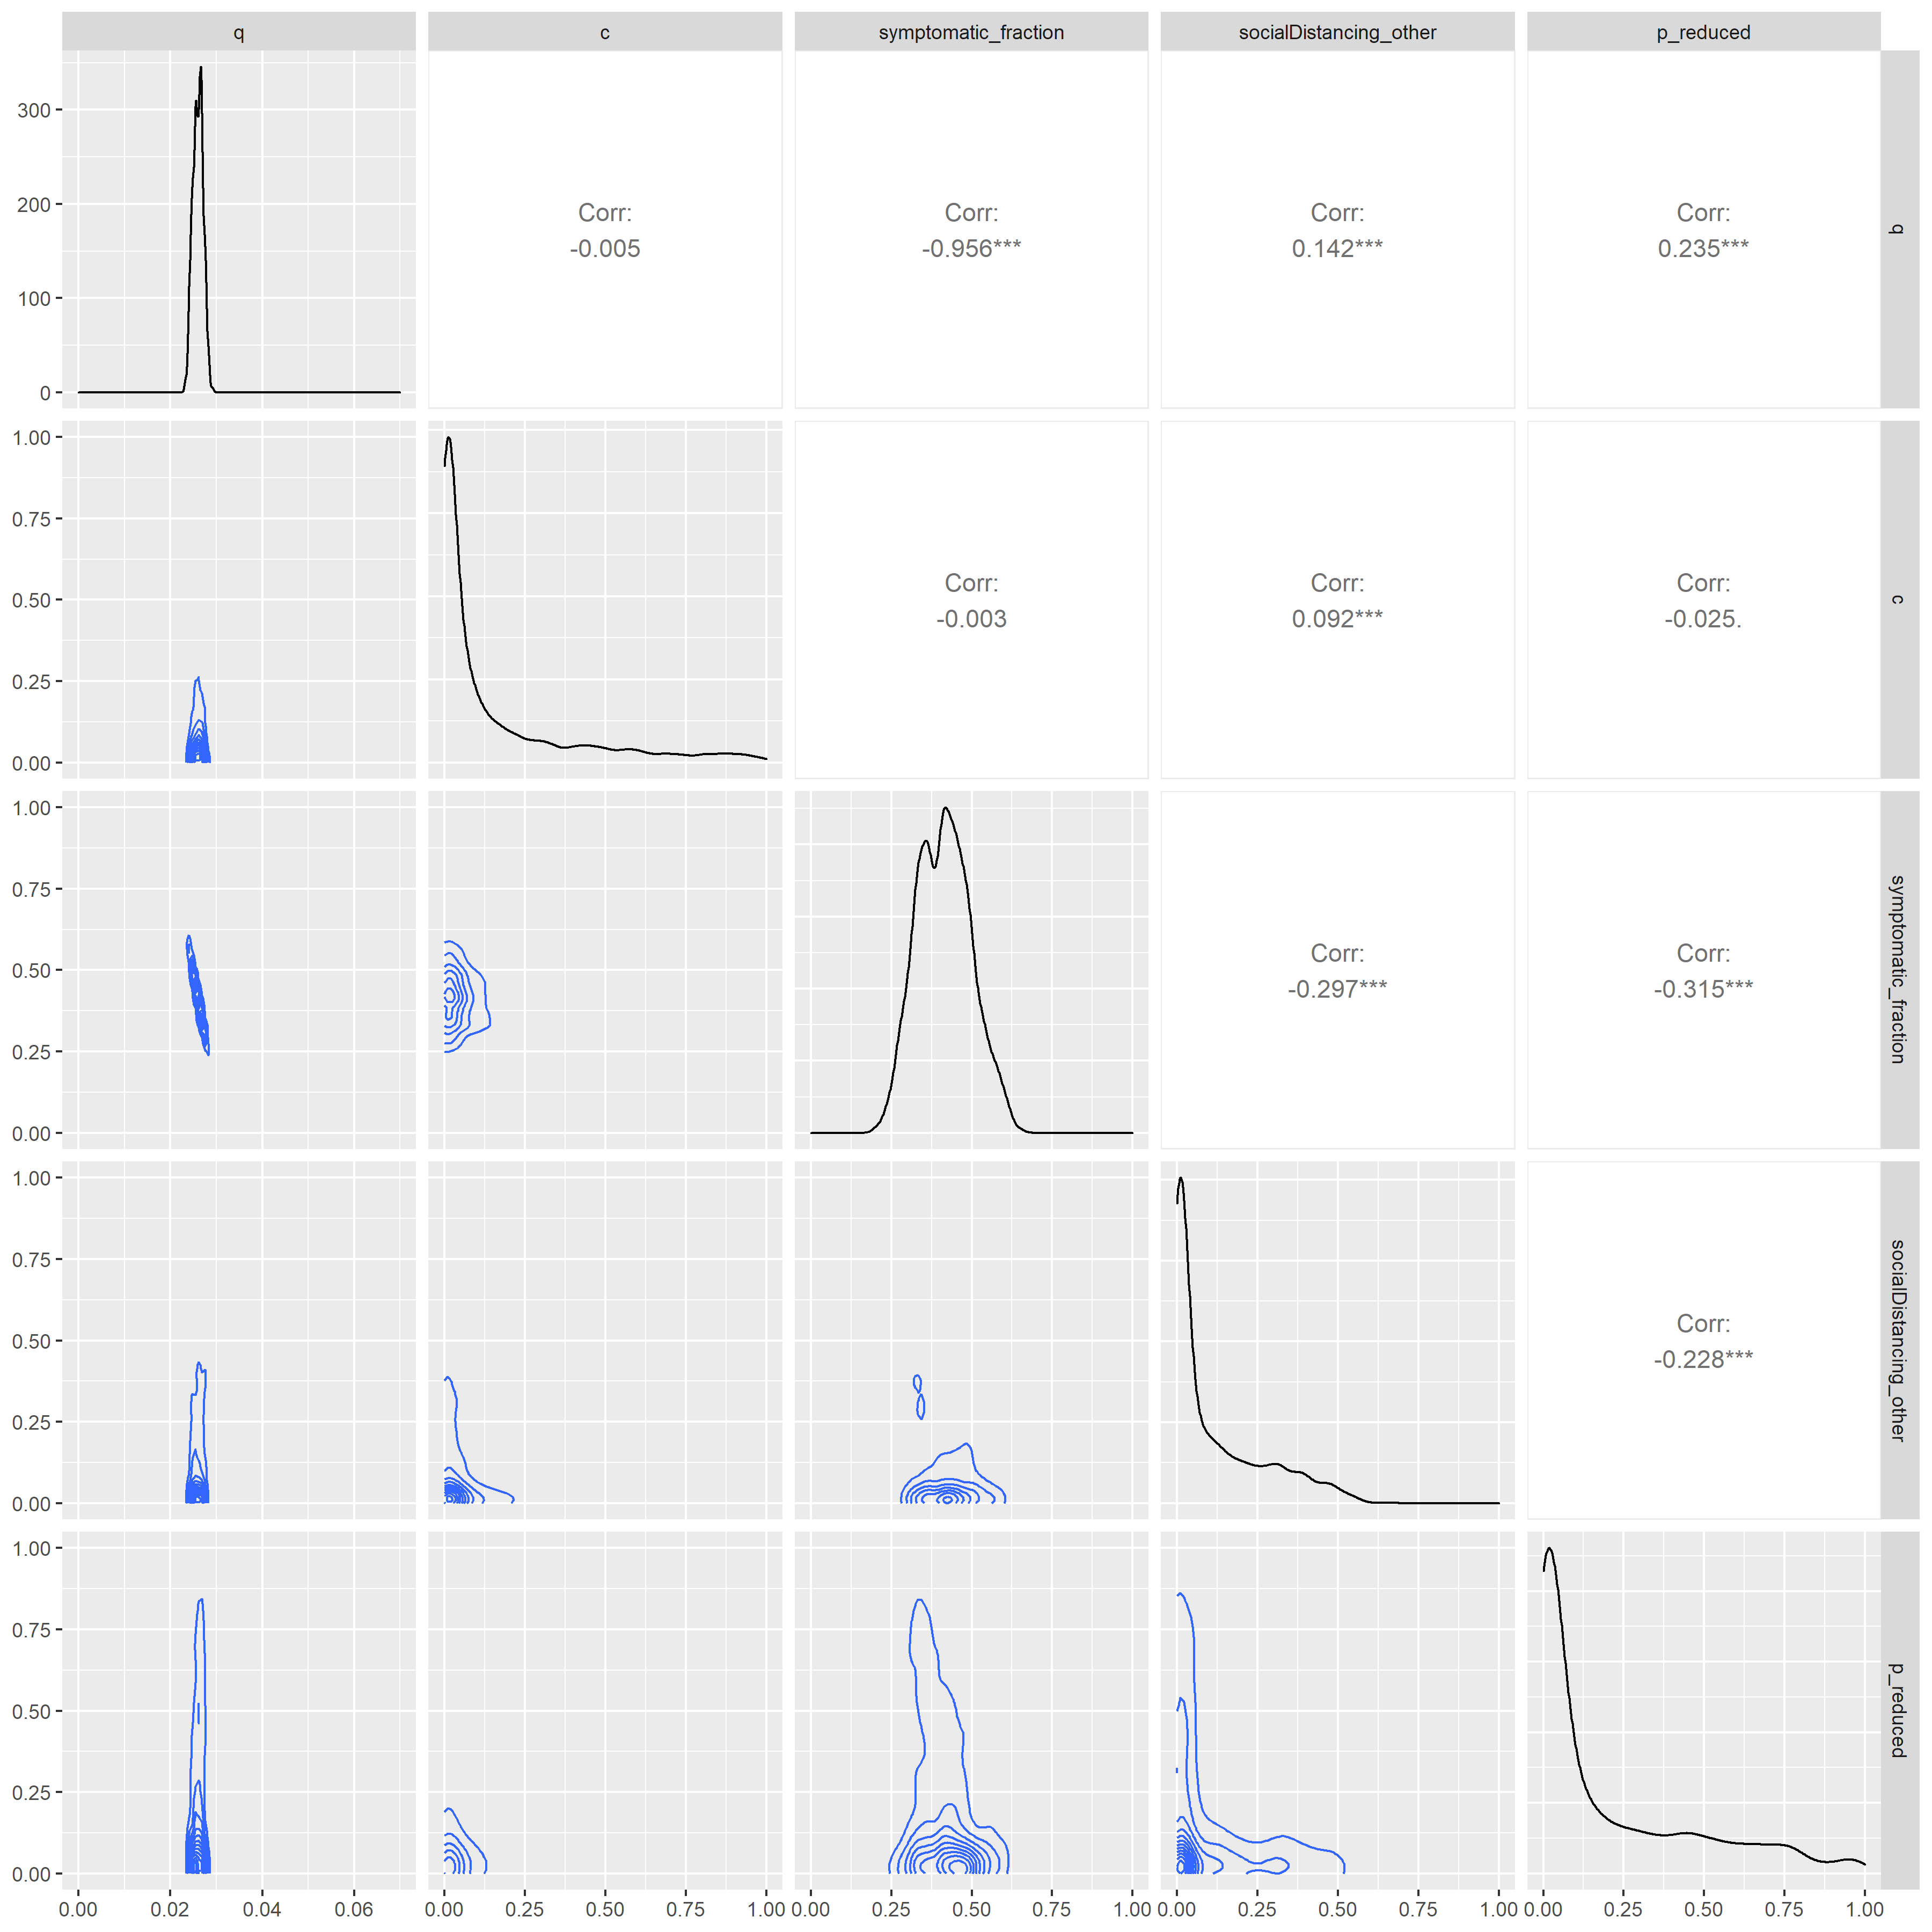 q
c
symptomatic_fraction
socialDistancing_other
p_reduced
300
200
100
0
Corr:
-0.005
Corr:
-0.956***
Corr:
0.142***
Corr:
0.235***
q
1.00
0.75
0.50
0.25
0.00
Corr:
-0.003
Corr:
0.092***
Corr:
-0.025.
c
1.00
0.75
0.50
0.25
0.00
Corr:
-0.297***
Corr:
-0.315***
symptomatic_fraction
1.00
0.75
0.50
0.25
0.00
Corr:
-0.228***
socialDistancing_other
1.00
0.75
0.50
0.25
0.00
p_reduced
0.00 0.02 0.04 0.06
0.00 0.25 0.50 0.75 1.00
0.00 0.25 0.50 0.75 1.00
0.00 0.25 0.50 0.75 1.00
0.00 0.25 0.50 0.75 1.00